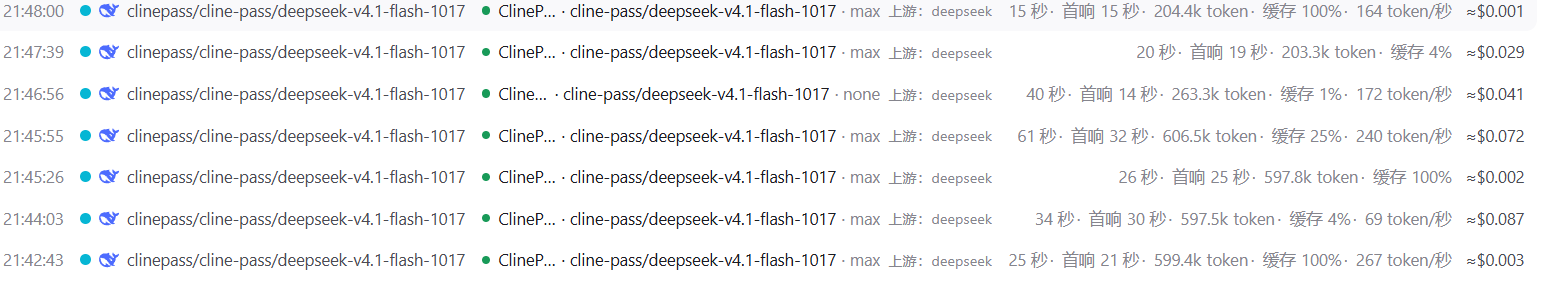 21:48:00 clinepass/cline-pass/deepseek-v4.1-flash-1017 ClineP... · cline-pass/deepseek-v4.1-flash-1017 · max 上游: deepseek 15 秒· 首响 15 秒· 204.4k token· 缓存 100%· 164 token/秒 ≈$0.001
21:47:39 clinepass/cline-pass/deepseek-v4.1-flash-1017 ClineP... · cline-pass/deepseek-v4.1-flash-1017 · max 上游: deepseek 20 秒· 首响 19 秒· 203.3k token· 缓存 4% ≈$0.029
21:46:56 clinepass/cline-pass/deepseek-v4.1-flash-1017 Cline... · cline-pass/deepseek-v4.1-flash-1017 · none 上游: deepseek 40 秒· 首响 14 秒· 263.3k token· 缓存 1%· 172 token/秒 ≈$0.041
21:45:55 clinepass/cline-pass/deepseek-v4.1-flash-1017 ClineP... · cline-pass/deepseek-v4.1-flash-1017 · max 上游: deepseek 61 秒· 首响 32 秒· 606.5k token· 缓存 25%· 240 token/秒 ≈$0.072
21:45:26 clinepass/cline-pass/deepseek-v4.1-flash-1017 ClineP... · cline-pass/deepseek-v4.1-flash-1017 · max 上游: deepseek 26 秒· 首响 25 秒· 597.8k token· 缓存 100% ≈$0.002
21:44:03 clinepass/cline-pass/deepseek-v4.1-flash-1017 ClineP... · cline-pass/deepseek-v4.1-flash-1017 · max 上游: deepseek 34 秒· 首响 30 秒· 597.5k token· 缓存 4%· 69 token/秒 ≈$0.087
21:42:43 clinepass/cline-pass/deepseek-v4.1-flash-1017 ClineP... · cline-pass/deepseek-v4.1-flash-1017 · max 上游: deepseek 25 秒· 首响 21 秒· 599.4k token· 缓存 100%· 267 token/秒 ≈$0.003